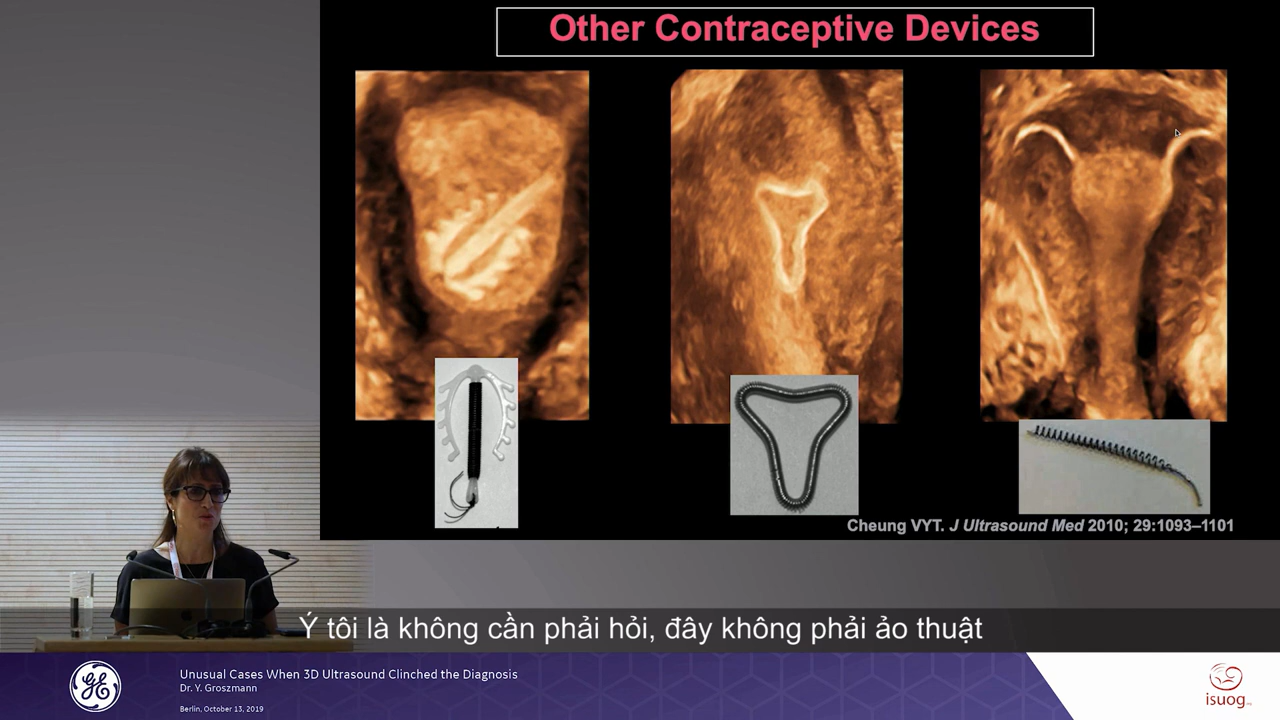 Other Contraceptive Devices
Cheung VYT. J Ultrasound Med 2010; 29:1093–1101
Ý tôi là không cần phải hỏi, đây không phải ảo thuật
Unusual Cases When 3D Ultrasound Clinched the Diagnosis
Dr. Y. Groszmann
Berlin, October 13, 2019
GE
isuog